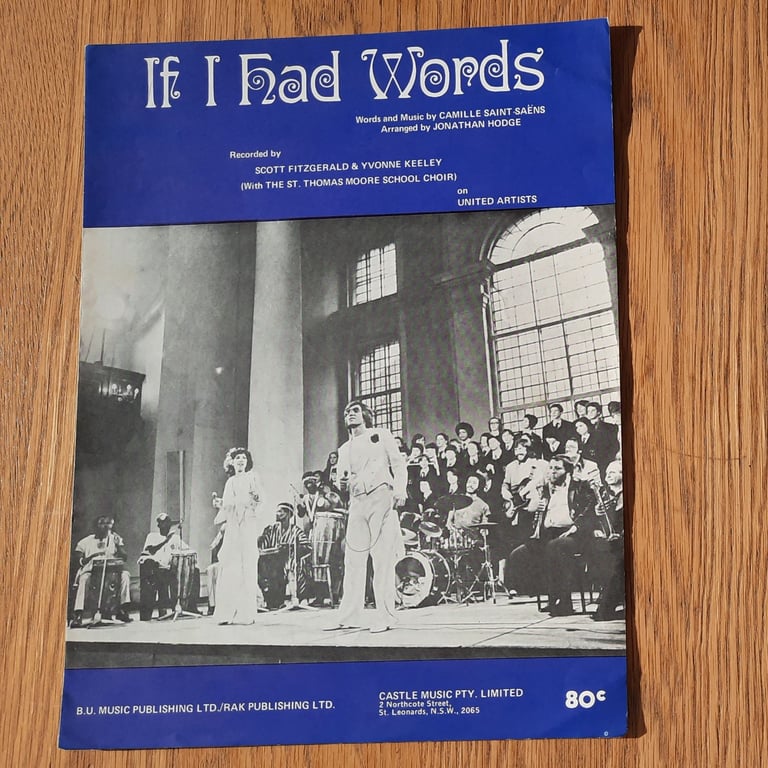 If I Had Words
Words and Music by CAMILLE SAINT-SAËNS
Arranged by JONATHAN HODGE
Recorded by
SCOTT FITZGERALD & YVONNE KEELEY
(With THE ST. THOMAS MOORE SCHOOL CHOIR)
on
UNITED ARTISTS
B.U. MUSIC PUBLISHING LTD./RAK PUBLISHING LTD.
CASTLE MUSIC PTY. LIMITED
2 Northcote Street,
St. Leonards, N.S.W., 2065
80c